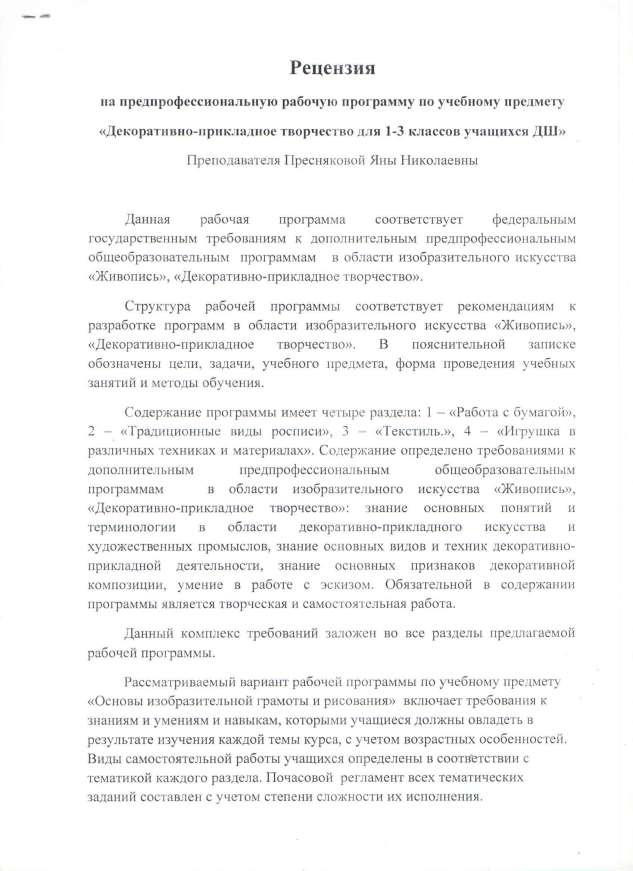 Рецензия
на предпрофессиональную рабочую программу по учебному предмету
«Декоративно-прикладное творчество для 1-3 классов учащихся ДШ»
Преподавателя Пресняковой Яны Николаевны
Данная рабочая программа соответствует федеральным
государственным требованиям к дополнительным предпрофессиональным
общеобразовательным программам в области изобразительного искусства
«Живопись», «Декоративно-прикладное творчество».
Структура рабочей программы соответствует рекомендациям к
разработке программ в области изобразительного искусства «Живопись»,
«Декоративно-прикладное творчество». В пояснительной записке
обозначены цели, задачи, учебного предмета, форма проведения учебных
занятий и методы обучения.
Содержание программы имеет четыре раздела: 1 – «Работа с бумагой»,
2 – «Традиционные виды росписи», 3 – «Текстиль.», 4 – «Игрушка в
различных техниках и материалах». Содержание определено требованиями к
дополнительным предпрофессиональным общеобразовательным
программам в области изобразительного искусства «Живопись»,
«Декоративно-прикладное творчество»: знание основных понятий и
терминологии в области декоративно-прикладного искусства и
художественных промыслов, знание основных видов и техник декоративно-
прикладной деятельности, знание основных признаков декоративной
композиции, умение в работе с эскизом. Обязательной в содержании
программы является творческая и самостоятельная работа.
Данный комплекс требований заложен во все разделы предлагаемой
рабочей программы.
Рассматриваемый вариант рабочей программы по учебному предмету
«Основы изобразительной грамоты и рисования» включает требования к
знаниям и умениям и навыкам, которыми учащиеся должны овладеть в
результате изучения каждой темы курса, с учетом возрастных особенностей.
Виды самостоятельной работы учащихся определены в соответствии с
тематикой каждого раздела. Почасовой регламент всех тематических
заданий составлен с учетом степени сложности их исполнения.